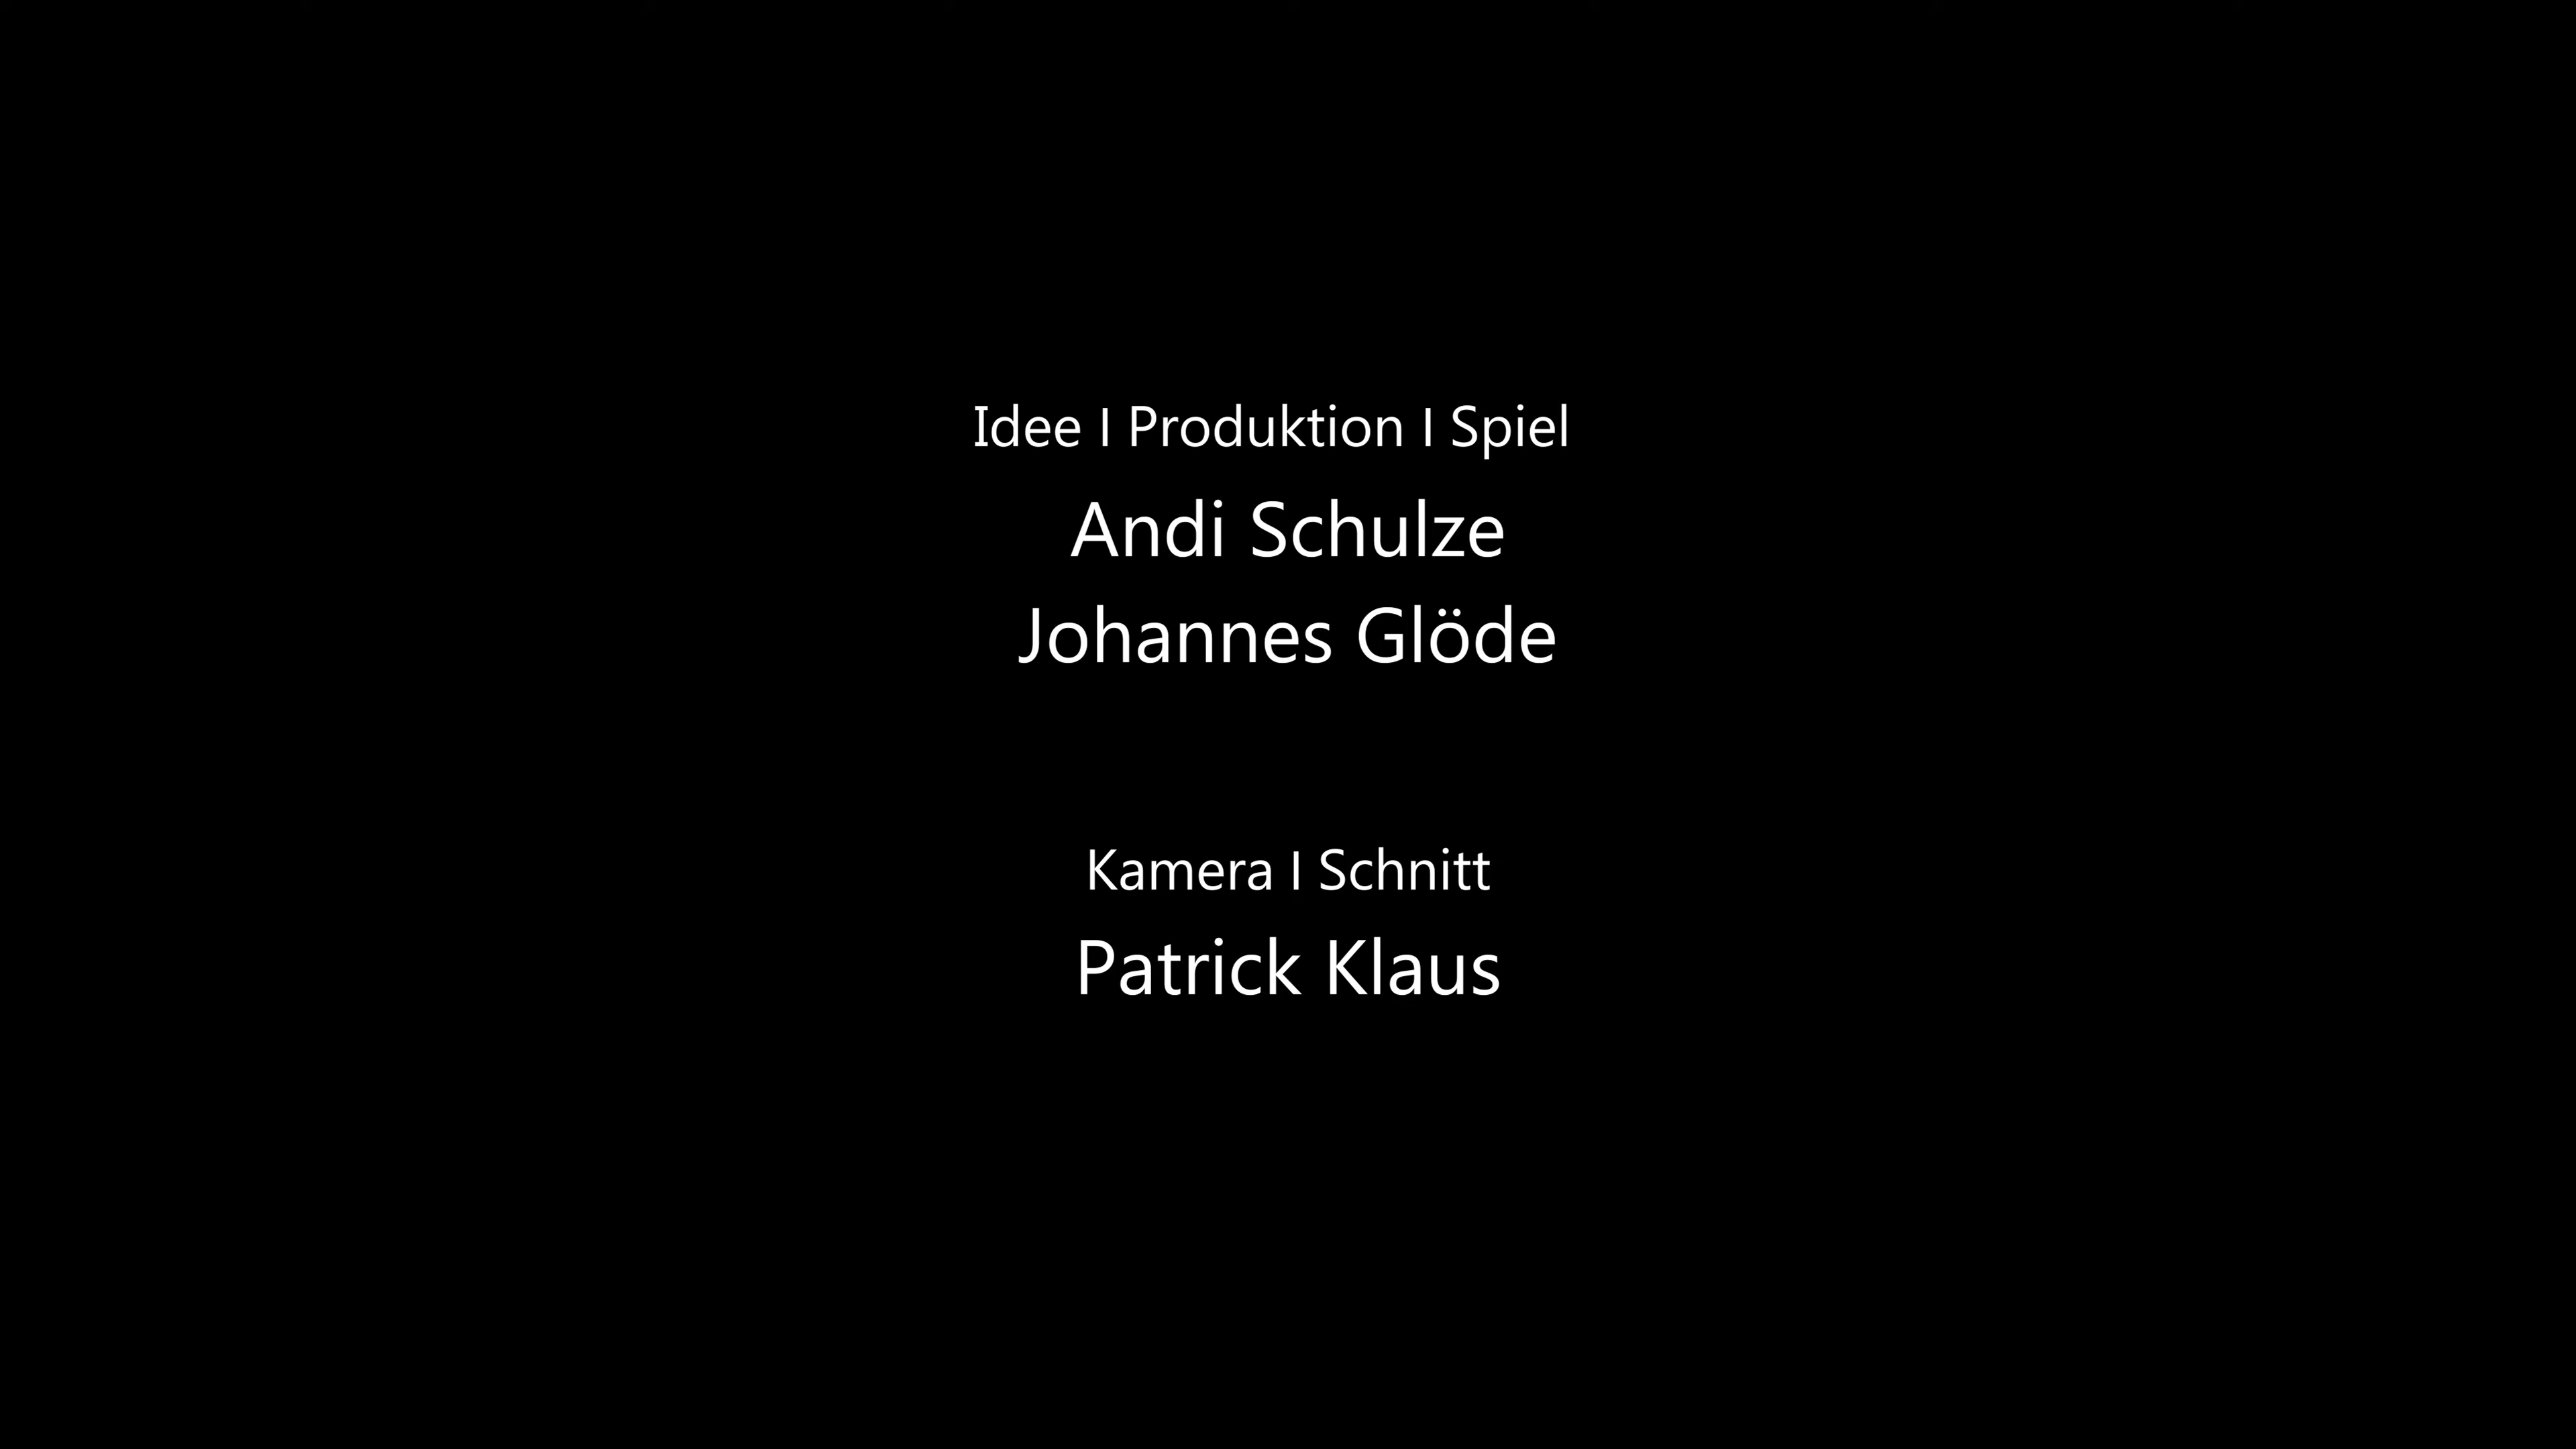 Idee I Produktion I Spiel
Andi Schulze
Johannes Glöde
Kamera I Schnitt
Patrick Klaus